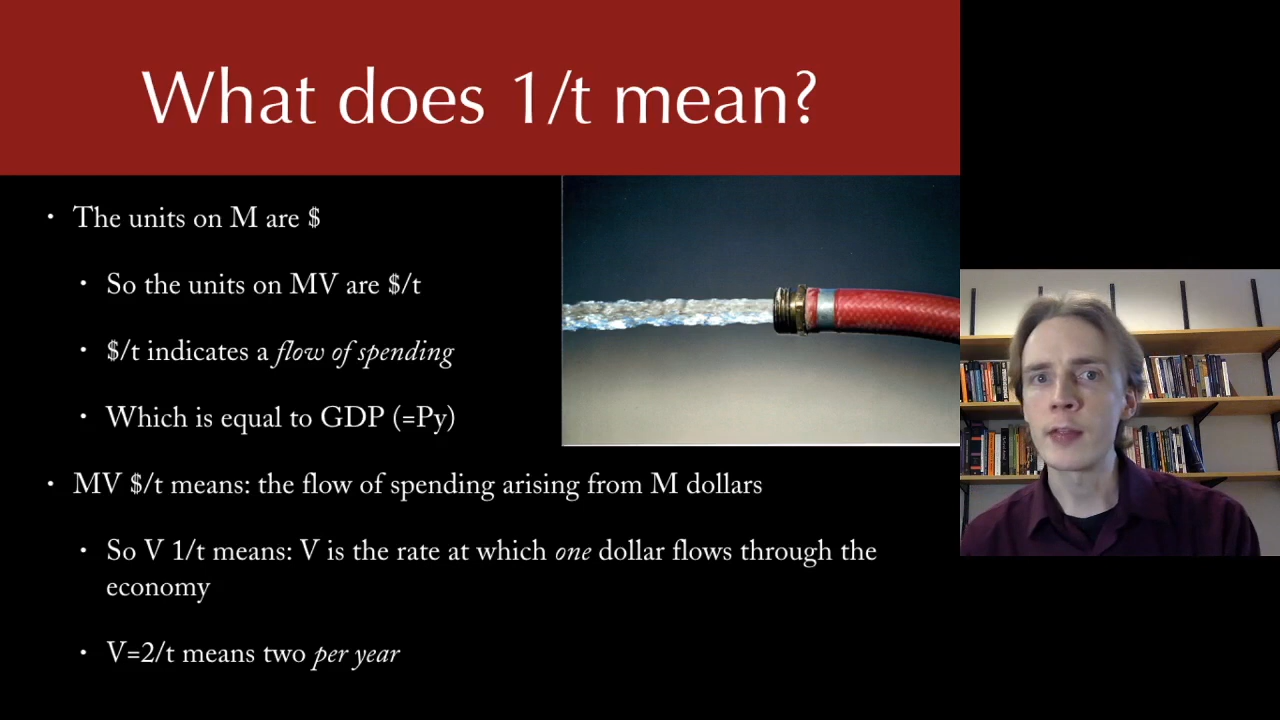 What does 1/t mean?
• The units on M are $
• So the units on MV are $/t
• $/t indicates a flow of spending
• Which is equal to GDP (=Py)
• MV $/t means: the flow of spending arising from M dollars
• So V 1/t means: V is the rate at which one dollar flows through the
economy
• V=2/t means two per year